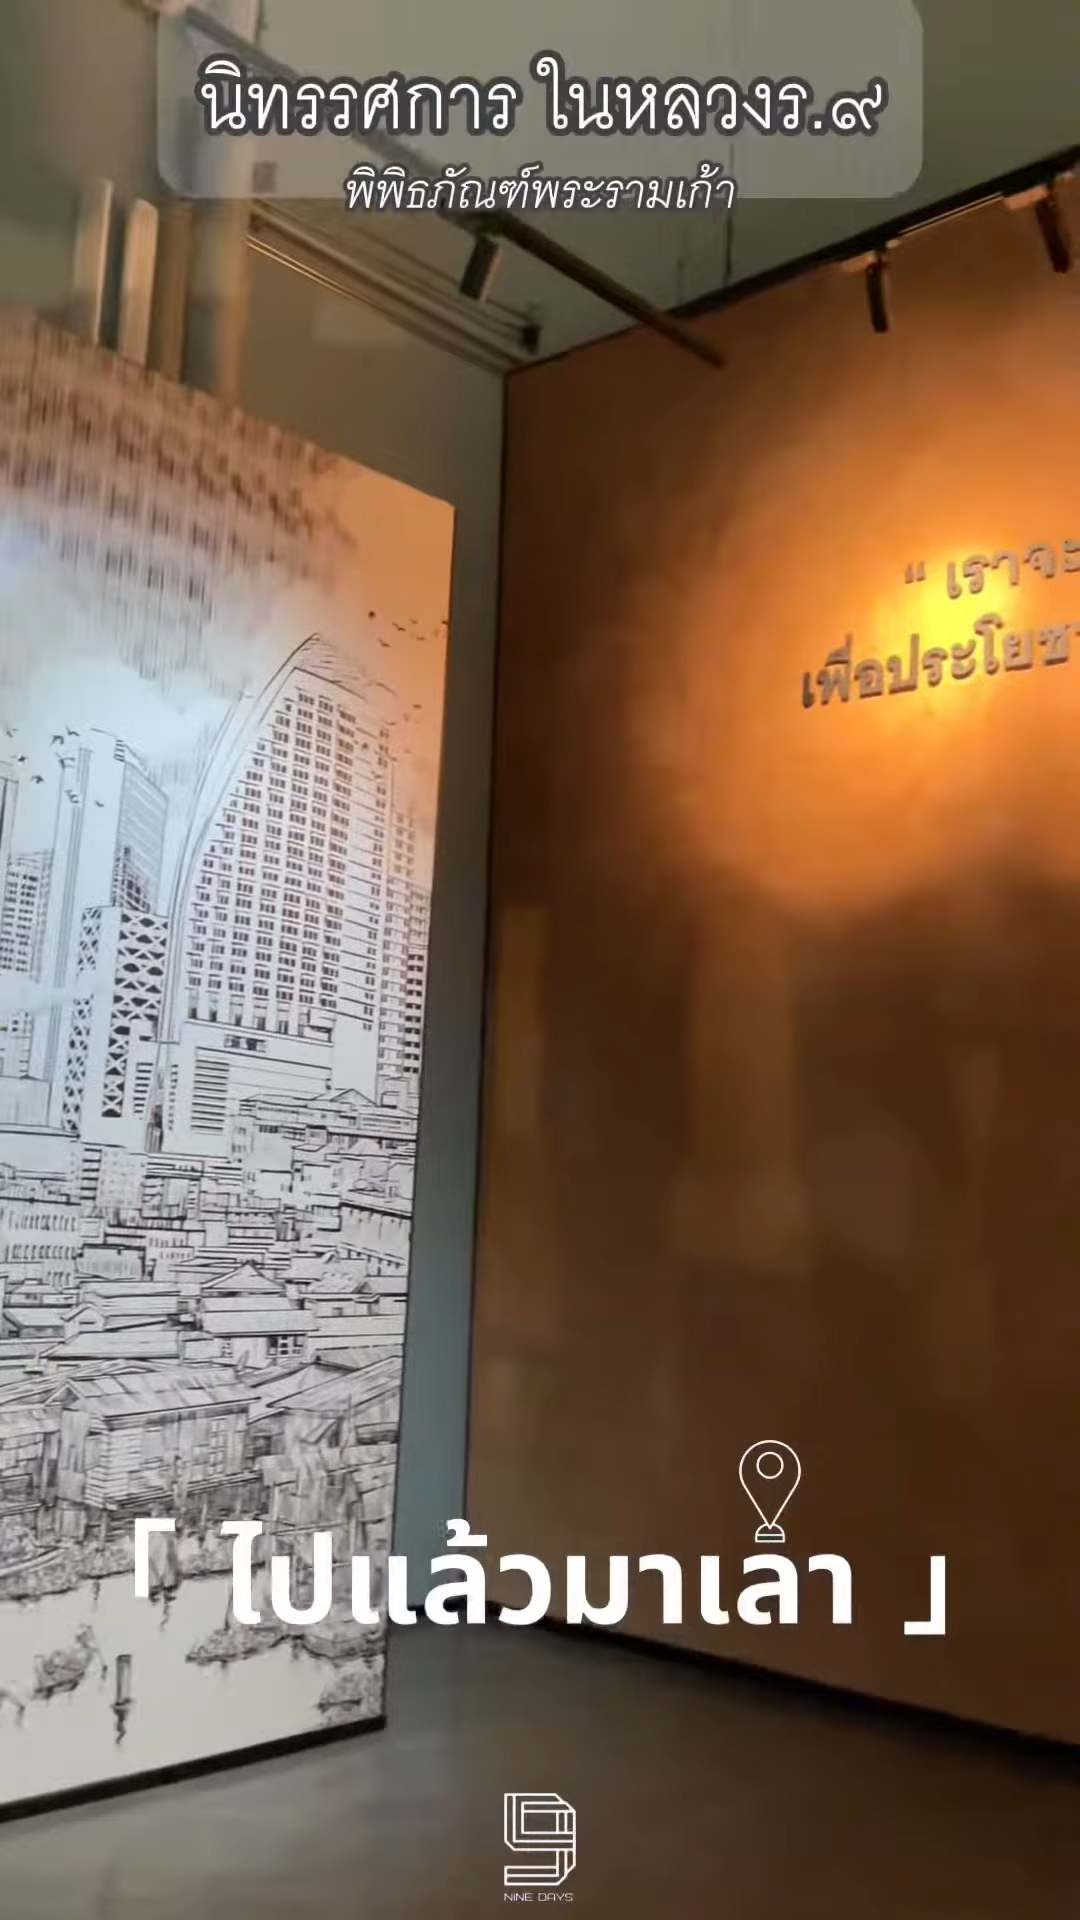 นิทรรศการ ในหลวงร.๙
พิพิธภัณฑ์พระรามเก้า
“ เราจะ
เพื่อประโยช
「 ไปแล้วมาเล่า 」
NINE DAYS